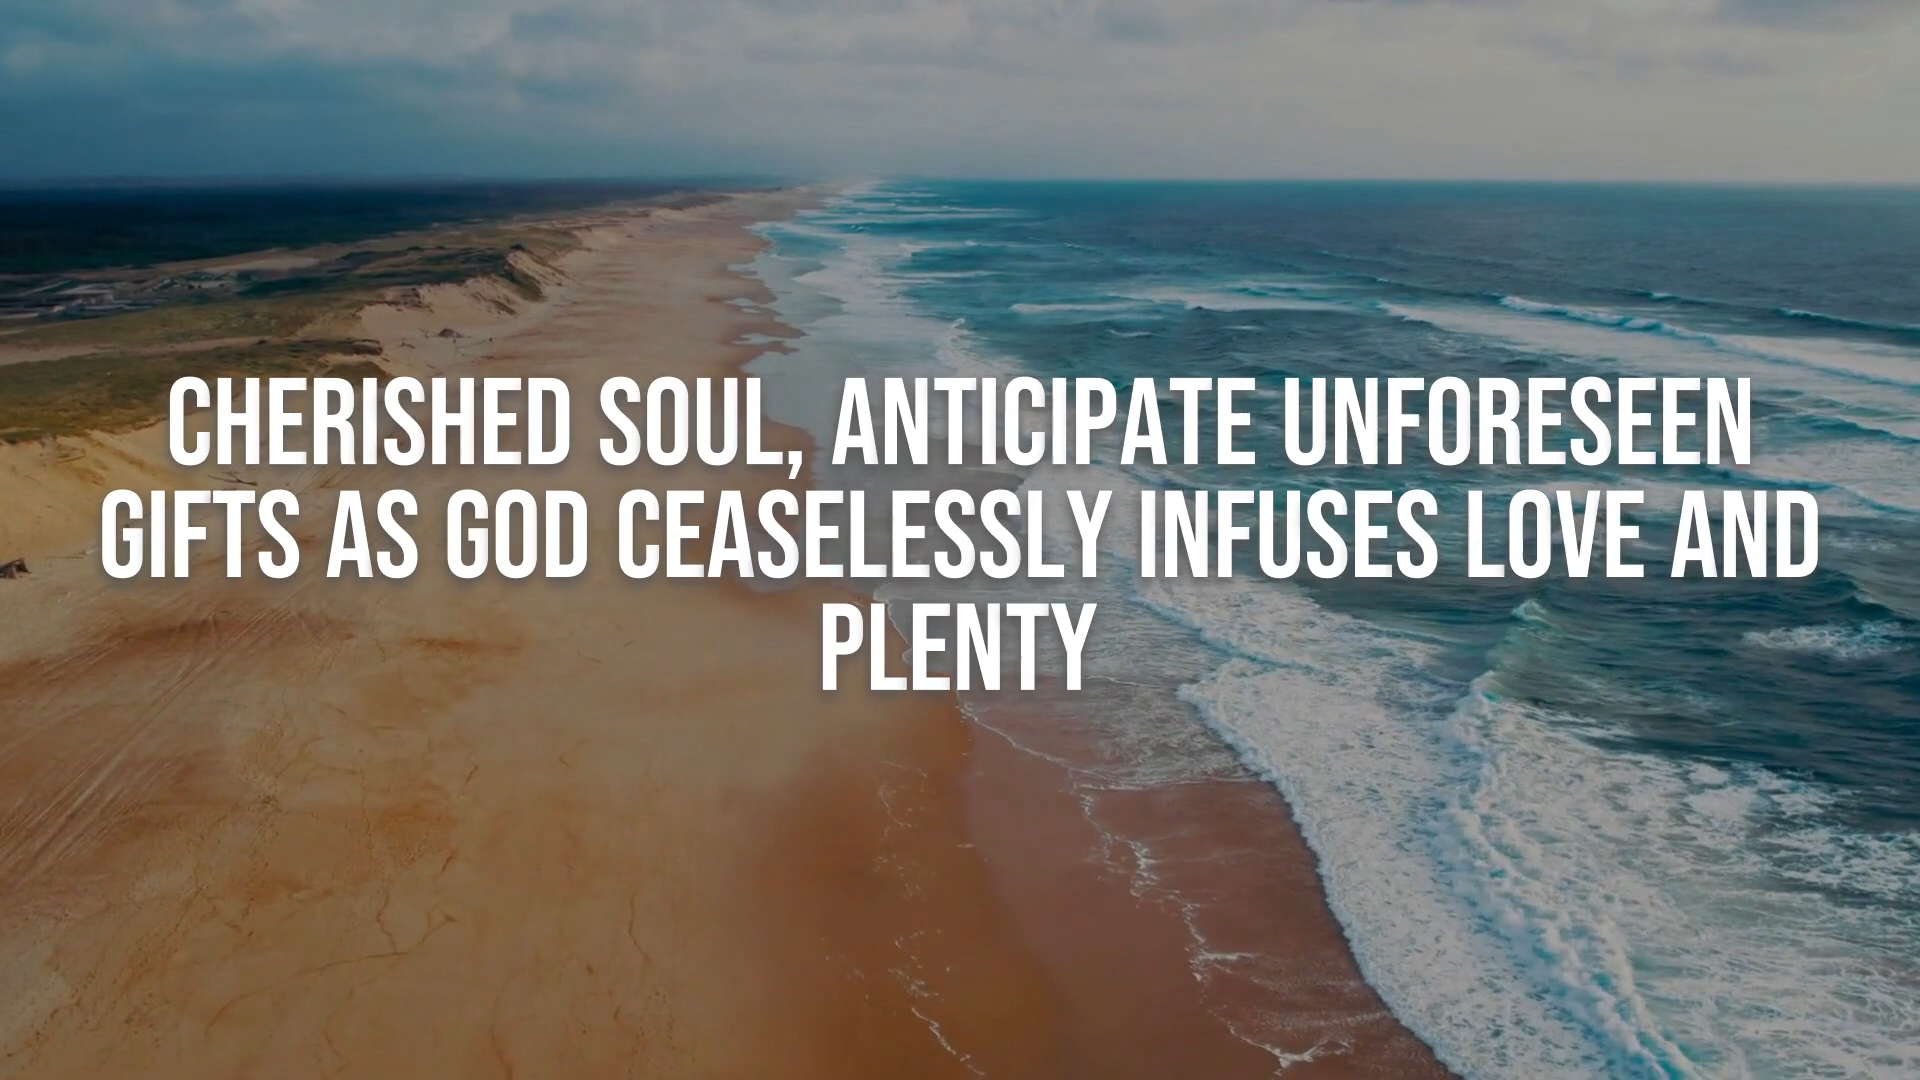 CHERISHED SOUL, ANTICIPATE UNFORESEEN
GIFTS AS GOD CEASELESSLY INFUSES LOVE AND
PLENTY